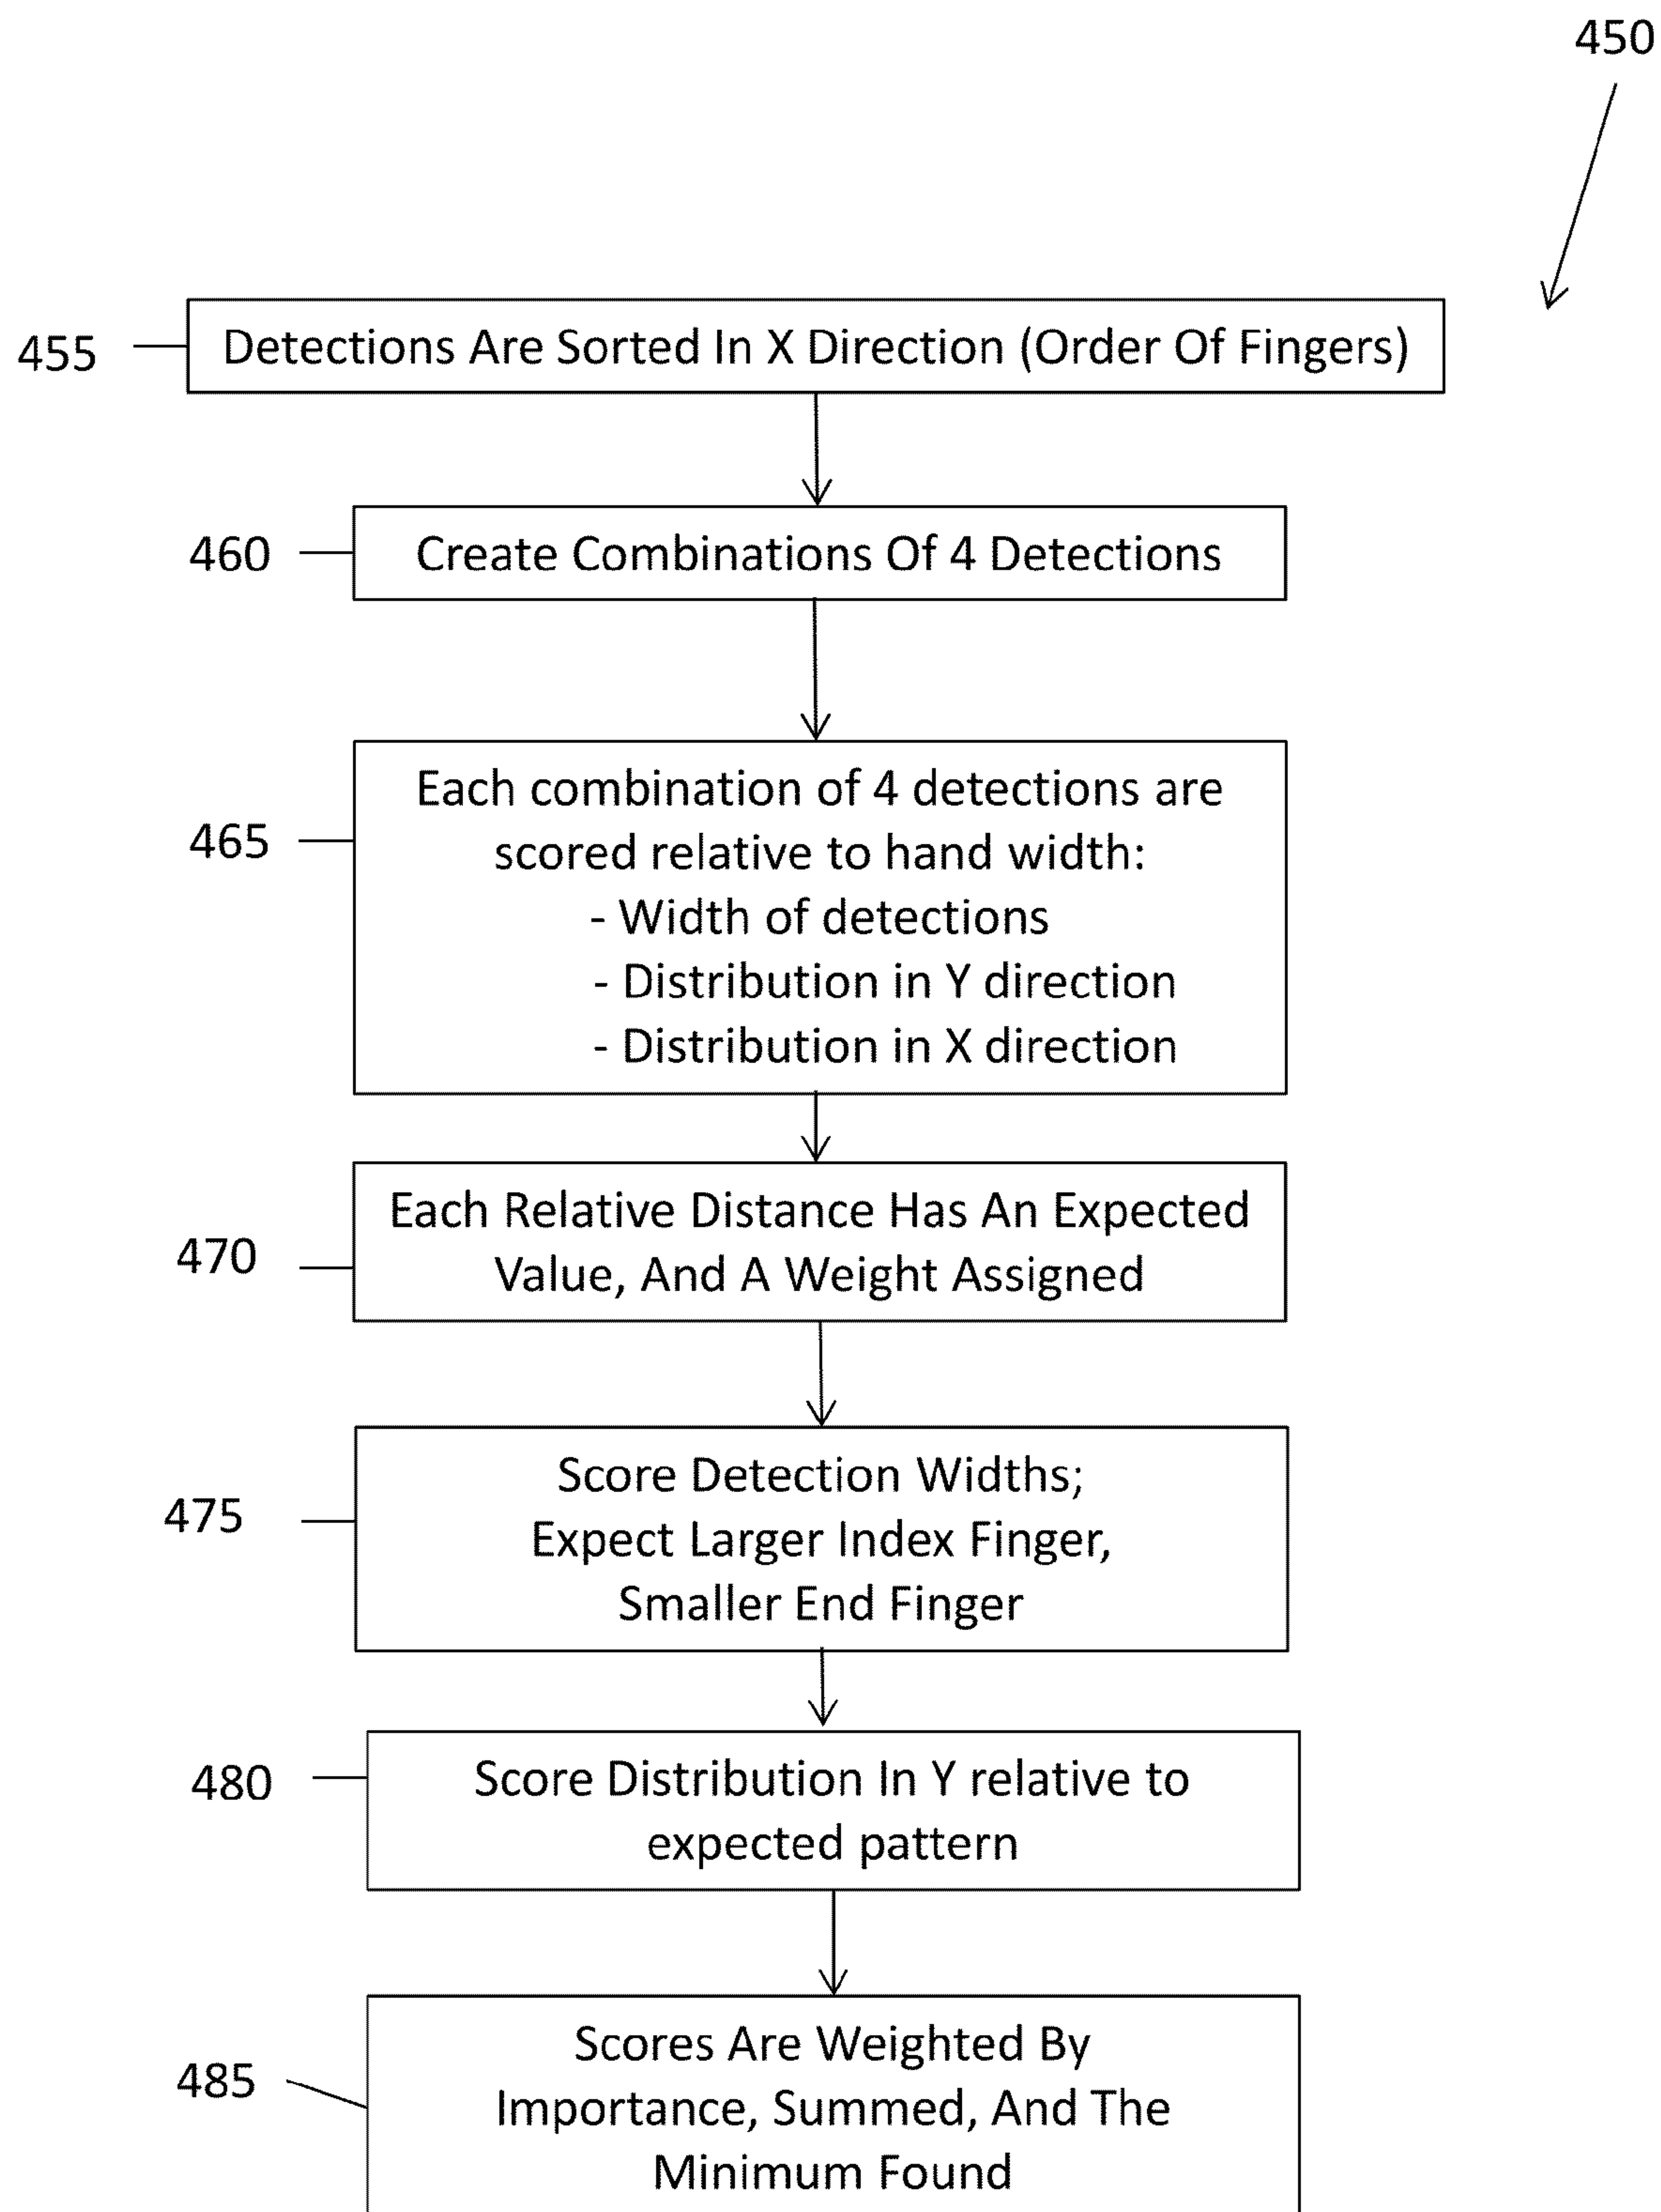 450
455
Detections Are Sorted In X Direction (Order Of Fingers)
460
Create Combinations Of 4 Detections
465
Each combination of 4 detections are
scored relative to hand width:
- Width of detections
- Distribution in Y direction
- Distribution in X direction
470
Each Relative Distance Has An Expected
Value, And A Weight Assigned
475
Score Detection Widths;
Expect Larger Index Finger,
Smaller End Finger
480
Score Distribution In Y relative to
expected pattern
485
Scores Are Weighted By
Importance, Summed, And The
Minimum Found